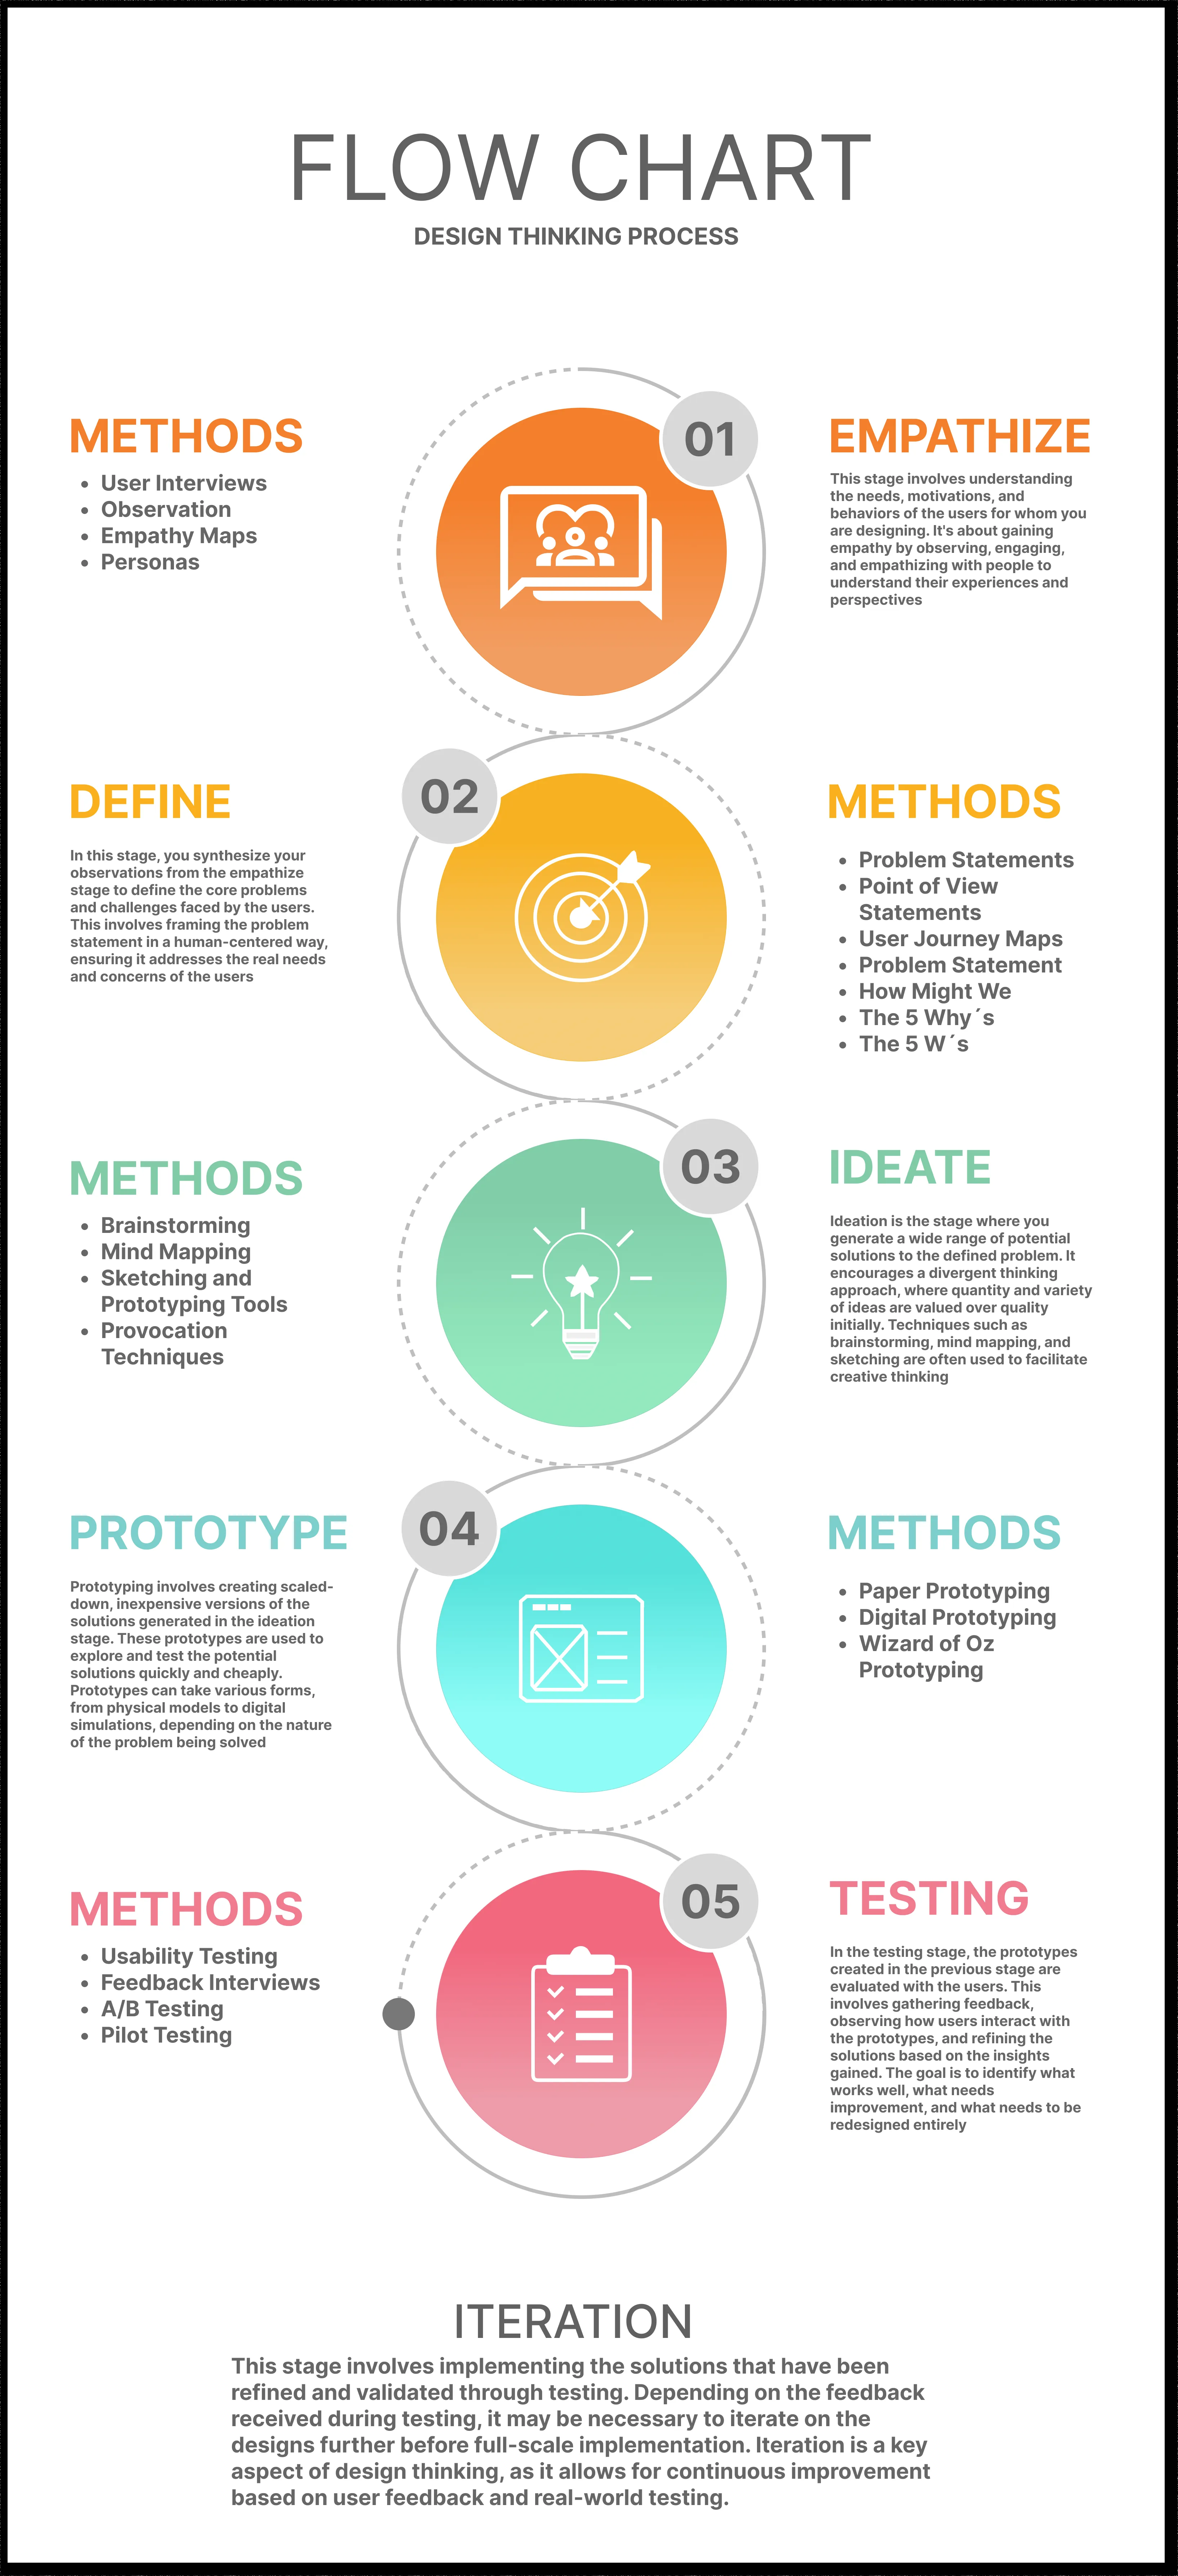 FLOW CHART
DESIGN THINKING PROCESS
METHODS
• User Interviews
• Observation
• Empathy Maps
• Personas
01
EMPATHIZE
This stage involves understanding
the needs, motivations, and
behaviors of the users for whom you
are designing. It's about gaining
empathy by observing, engaging,
and empathizing with people to
understand their experiences and
perspectives
02
DEFINE
In this stage, you synthesize your
observations from the empathize
stage to define the core problems
and challenges faced by the users.
This involves framing the problem
statement in a human-centered way,
ensuring it addresses the real needs
and concerns of the users
METHODS
• Problem Statements
• Point of View
Statements
• User Journey Maps
• Problem Statement
• How Might We
• The 5 Why´s
• The 5 W´s
METHODS
• Brainstorming
• Mind Mapping
• Sketching and
Prototyping Tools
• Provocation
Techniques
03
IDEATE
Ideation is the stage where you
generate a wide range of potential
solutions to the defined problem. It
encourages a divergent thinking
approach, where quantity and variety
of ideas are valued over quality
initially. Techniques such as
brainstorming, mind mapping, and
sketching are often used to facilitate
creative thinking
04
PROTOTYPE
Prototyping involves creating scaled-
down, inexpensive versions of the
solutions generated in the ideation
stage. These prototypes are used to
explore and test the potential
solutions quickly and cheaply.
Prototypes can take various forms,
from physical models to digital
simulations, depending on the nature
of the problem being solved
METHODS
• Paper Prototyping
• Digital Prototyping
• Wizard of Oz
Prototyping
METHODS
• Usability Testing
• Feedback Interviews
• A/B Testing
• Pilot Testing
05
TESTING
In the testing stage, the prototypes
created in the previous stage are
evaluated with the users. This
involves gathering feedback,
observing how users interact with
the prototypes, and refining the
solutions based on the insights
gained. The goal is to identify what
works well, what needs
improvement, and what needs to be
redesigned entirely
ITERATION
This stage involves implementing the solutions that have been
refined and validated through testing. Depending on the feedback
received during testing, it may be necessary to iterate on the
designs further before full-scale implementation. Iteration is a key
aspect of design thinking, as it allows for continuous improvement
based on user feedback and real-world testing.